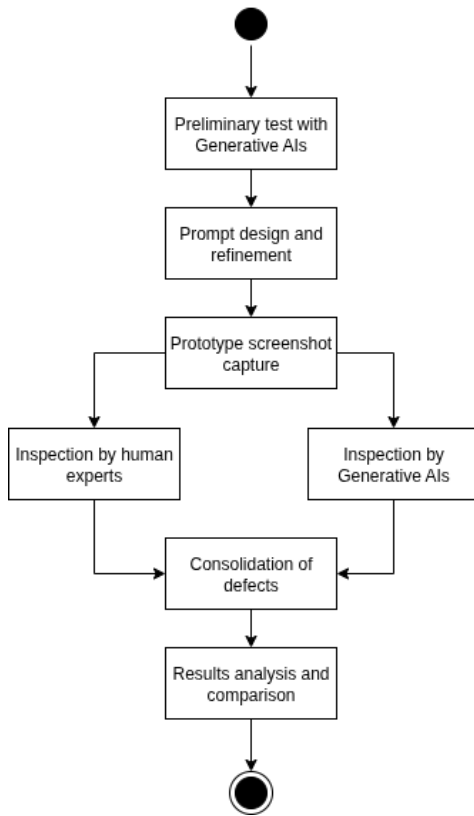 Preliminary test with
Generative AIs
Prompt design and
refinement
Prototype screenshot
capture
Inspection by human
experts
Inspection by
Generative AIs
Consolidation of
defects
Results analysis and
comparison